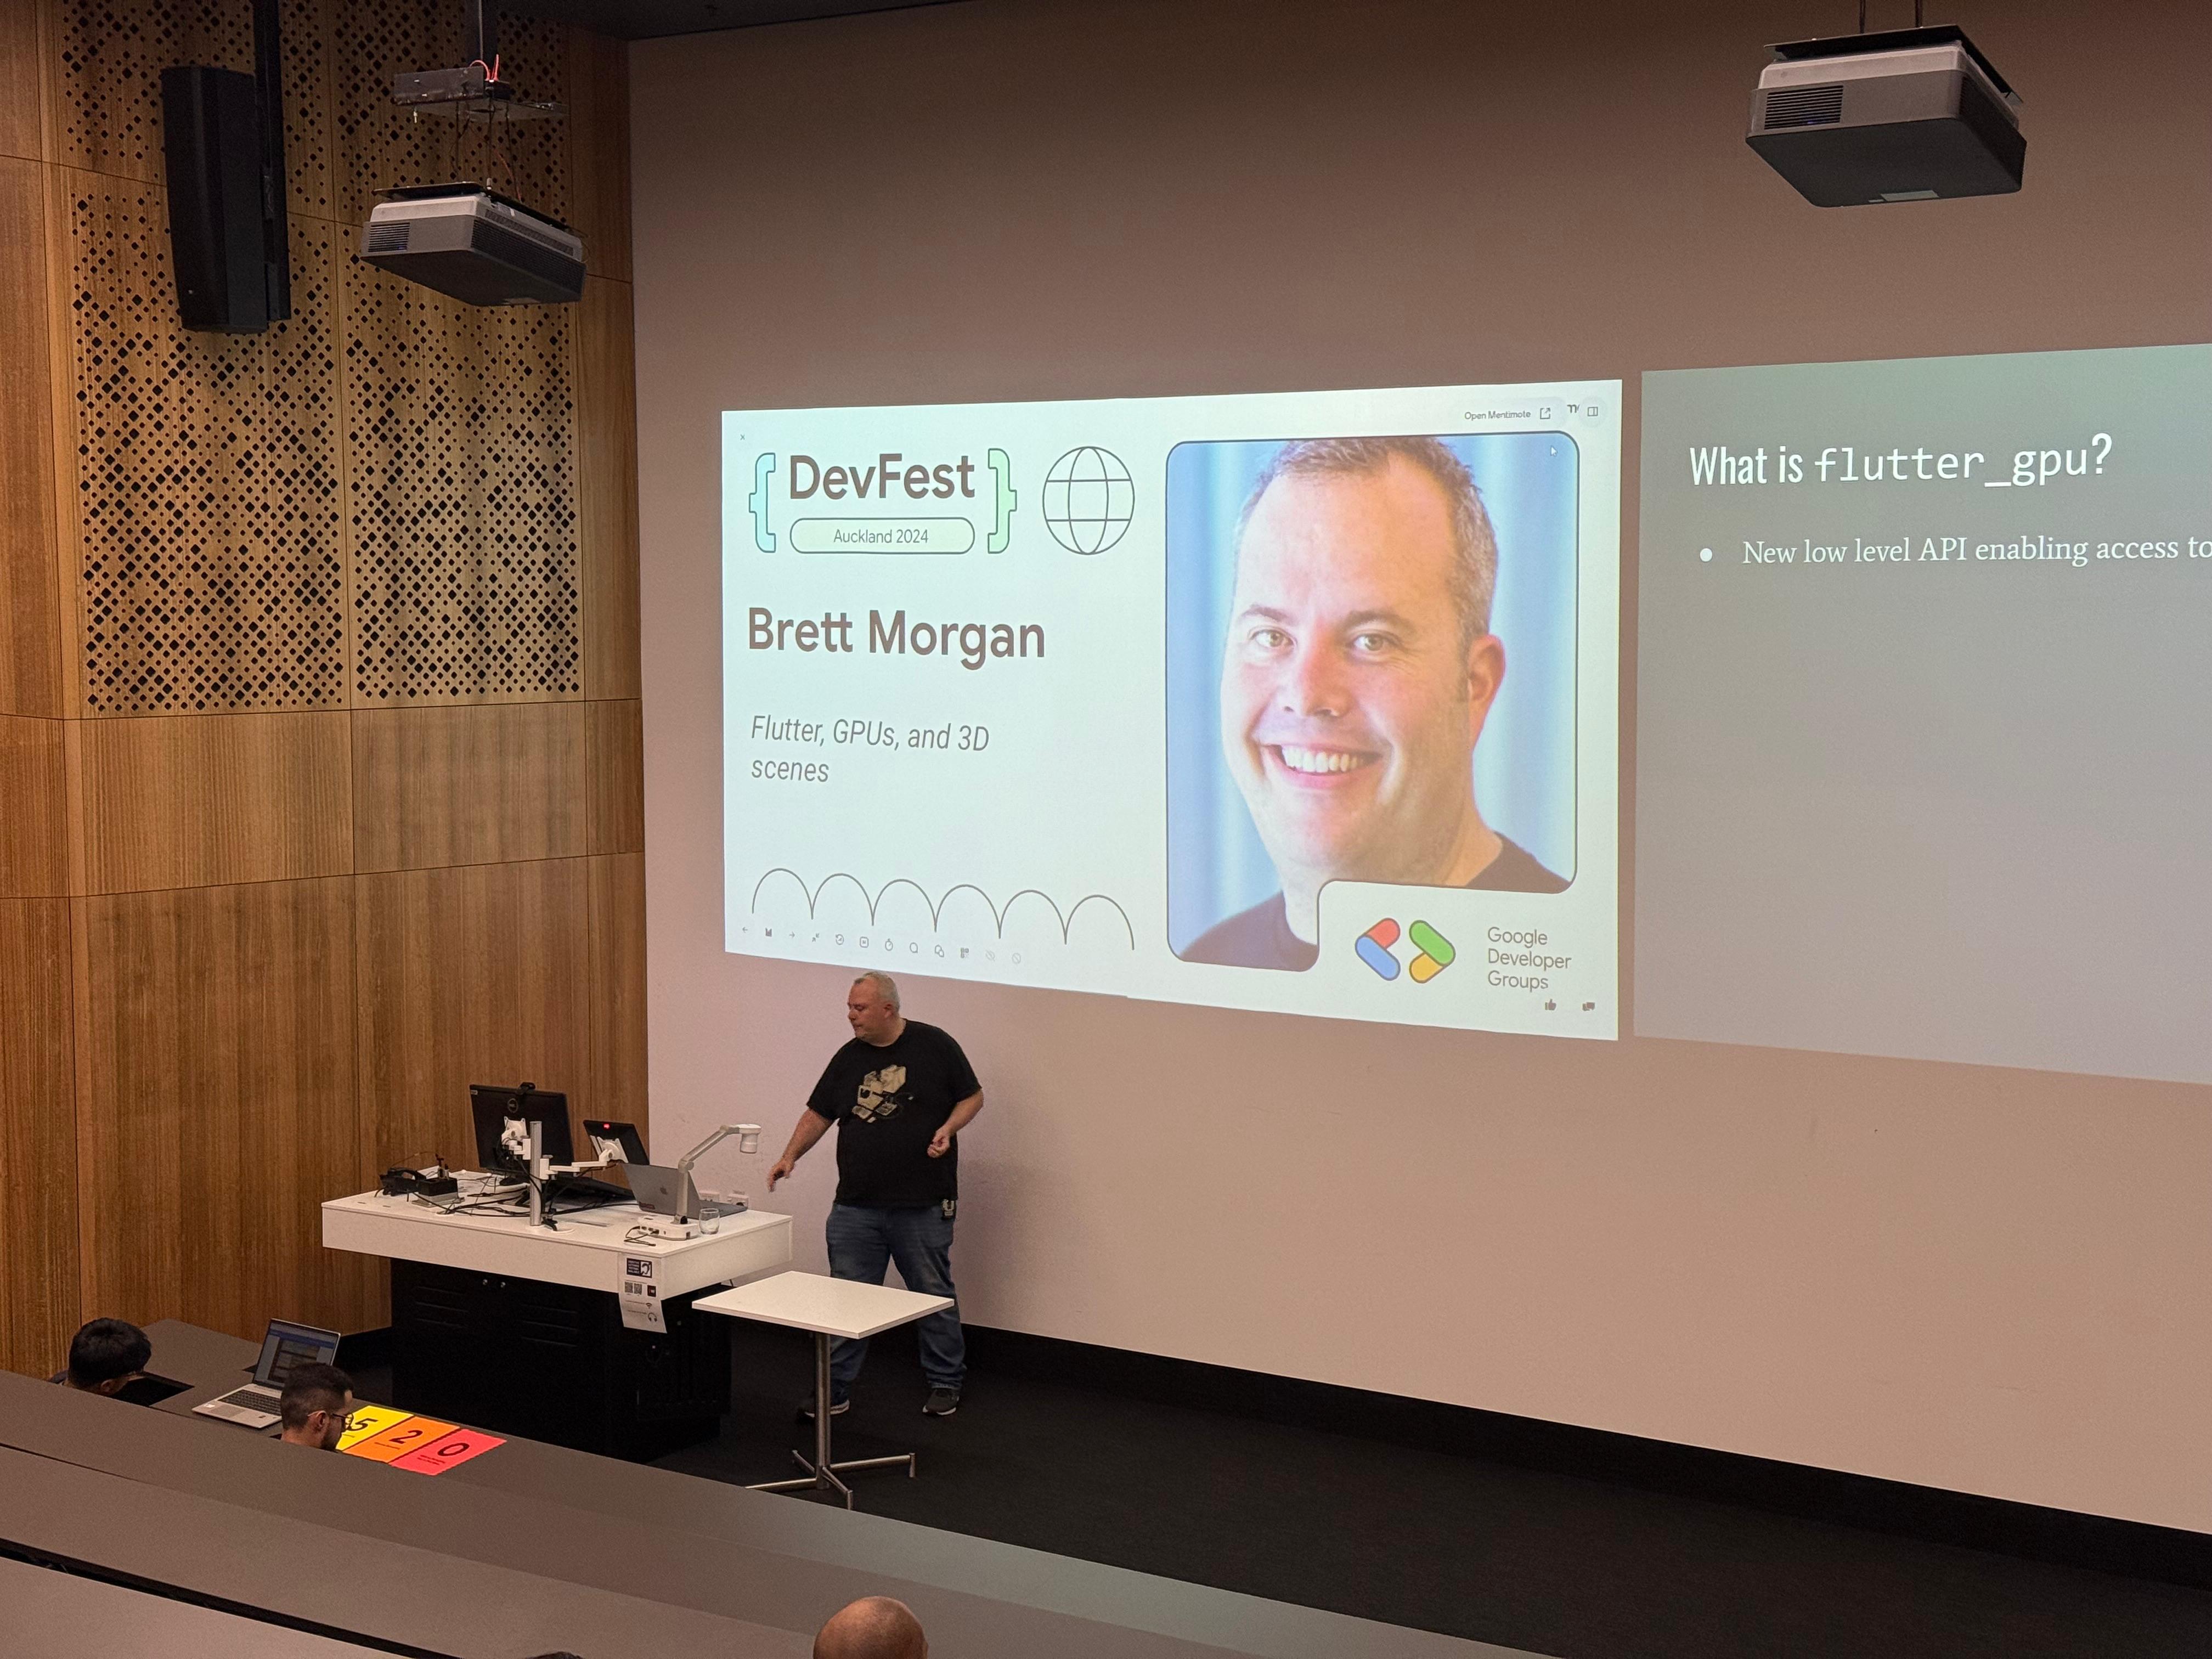 Open Mentimote
DevFest
Auckland 2024
Brett Morgan
Flutter, GPUs, and 3D
scenes
Google
Developer
Groups
What is flutter_gpu?
● New low level API enabling access to
5
2
0